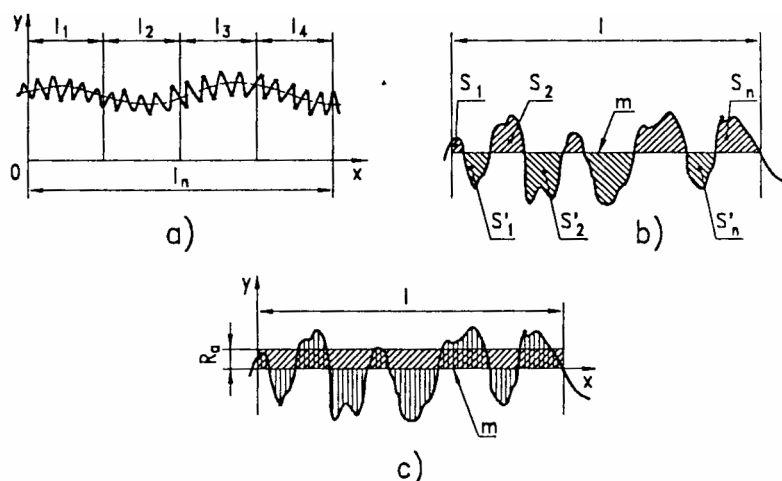 y l₁ l₂ l₃ l₄
0 x
lₙ
a)
l
S₁ S₂ m Sₙ
S'₁ S'₂ S'ₙ
b)
y l
Rₐ
x
m
c)